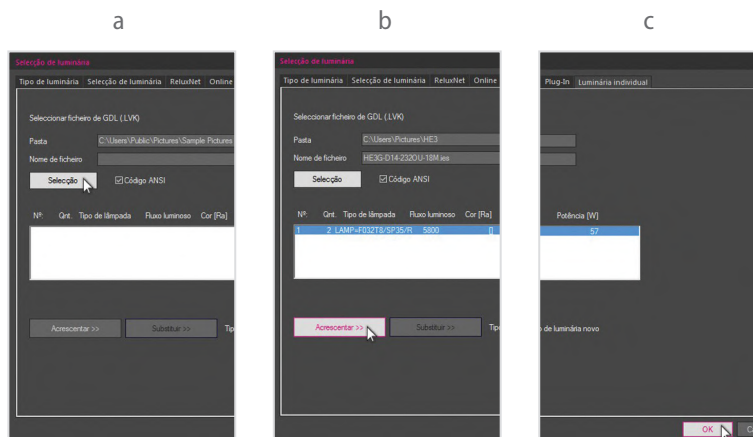 a
b
c
Selecção de luminária
Tipo de luminária Selecção de luminária ReluxNet Online
Seleccionar ficheiro de GDL (.LVK)
Pasta C:\Users\Public\Pictures\Sample Pictures
Nome de ficheiro
Selecção Código ANSI
Nº: Qnt. Tipo de lâmpada Fluxo luminoso Cor [Ra]
Acrescentar >> Substituir >> Tip
Selecção de luminária
Tipo de luminária Selecção de luminária ReluxNet Online
Seleccionar ficheiro de GDL (.LVK)
Pasta C:\Users\Pictures\HE3
Nome de ficheiro HE3G-D14-232OU-18M.ies
Selecção Código ANSI
Nº: Qnt. Tipo de lâmpada Fluxo luminoso Cor [Ra]
1 2 LAMP=F032T8/SP35/R 5800 []
Acrescentar >> Substituir >> Tipo
Plug-In Luminária individual
Potência [W]
57
o de luminária novo
OK